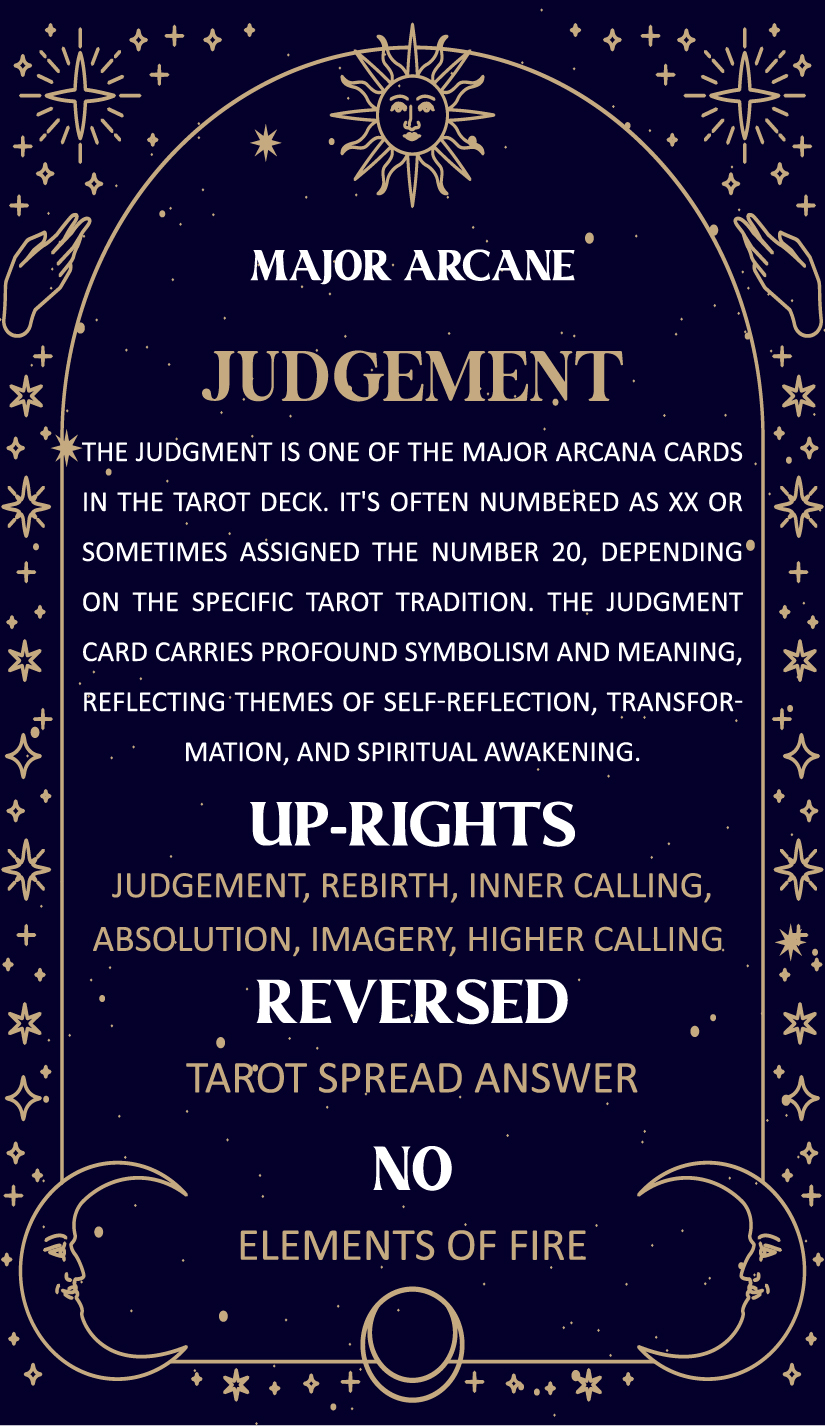 MAJOR ARCANE
JUDGEMENT
THE JUDGMENT IS ONE OF THE MAJOR ARCANA CARDS
IN THE TAROT DECK. IT'S OFTEN NUMBERED AS XX OR
SOMETIMES ASSIGNED THE NUMBER 20, DEPENDING
ON THE SPECIFIC TAROT TRADITION. THE JUDGMENT
CARD CARRIES PROFOUND SYMBOLISM AND MEANING,
REFLECTING THEMES OF SELF-REFLECTION, TRANSFOR-
MATION, AND SPIRITUAL AWAKENING.
UP-RIGHTS
JUDGEMENT, REBIRTH, INNER CALLING,
ABSOLUTION, IMAGERY, HIGHER CALLING
REVERSED
TAROT SPREAD ANSWER
NO
ELEMENTS OF FIRE